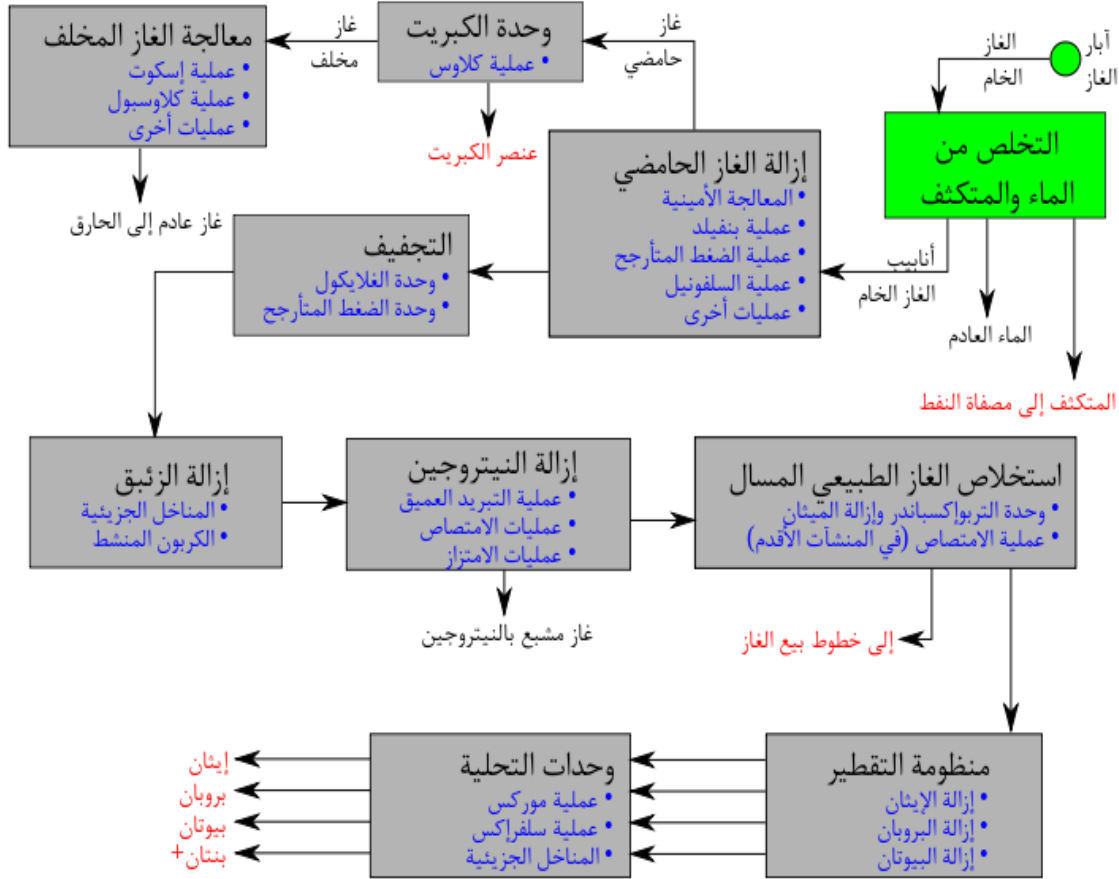 آبار
الغاز
الغاز
الخام
التخلص من
الماء والمتكثف
أنابيب
الغاز الخام
الماء العادم
المتكثف إلى مصفاة النفط
إزالة الغاز الحامضي
• المعالجة الأمينية
• عملية بنفيلد
• عملية الضغط المتأرجح
• عملية السلفونيل
• عمليات أخرى
غاز
حامضي
وحدة الكبريت
• عملية كلاوس
عنصر الكبريت
غاز
مخلف
معالجة الغاز المخلف
• عملية إسكوت
• عملية كلاوسبول
• عمليات أخرى
غاز عادم إلى الحارق
التجفيف
• وحدة الغلايكول
• وحدة الضغط المتأرجح
إزالة الزئبق
• المناخل الجزيئية
• الكربون المنشط
إزالة النيتروجين
• عملية التبريد العميق
• عمليات الامتصاص
• عمليات الامتزاز
غاز مشبع بالنيتروجين
استخلاص الغاز الطبيعي المسال
• وحدة التربوإكسباندر وإزالة الميثان
• عملية الامتصاص (في المنشآت الأقدم)
إلى خطوط بيع الغاز
منظومة التقطير
• إزالة الإيثان
• إزالة البروبان
• إزالة البيوتان
وحدات التحلية
• عملية موركس
• عملية سلفراإكس
• المناخل الجزيئية
إيثان
بروبان
بيوتان
بنتان+